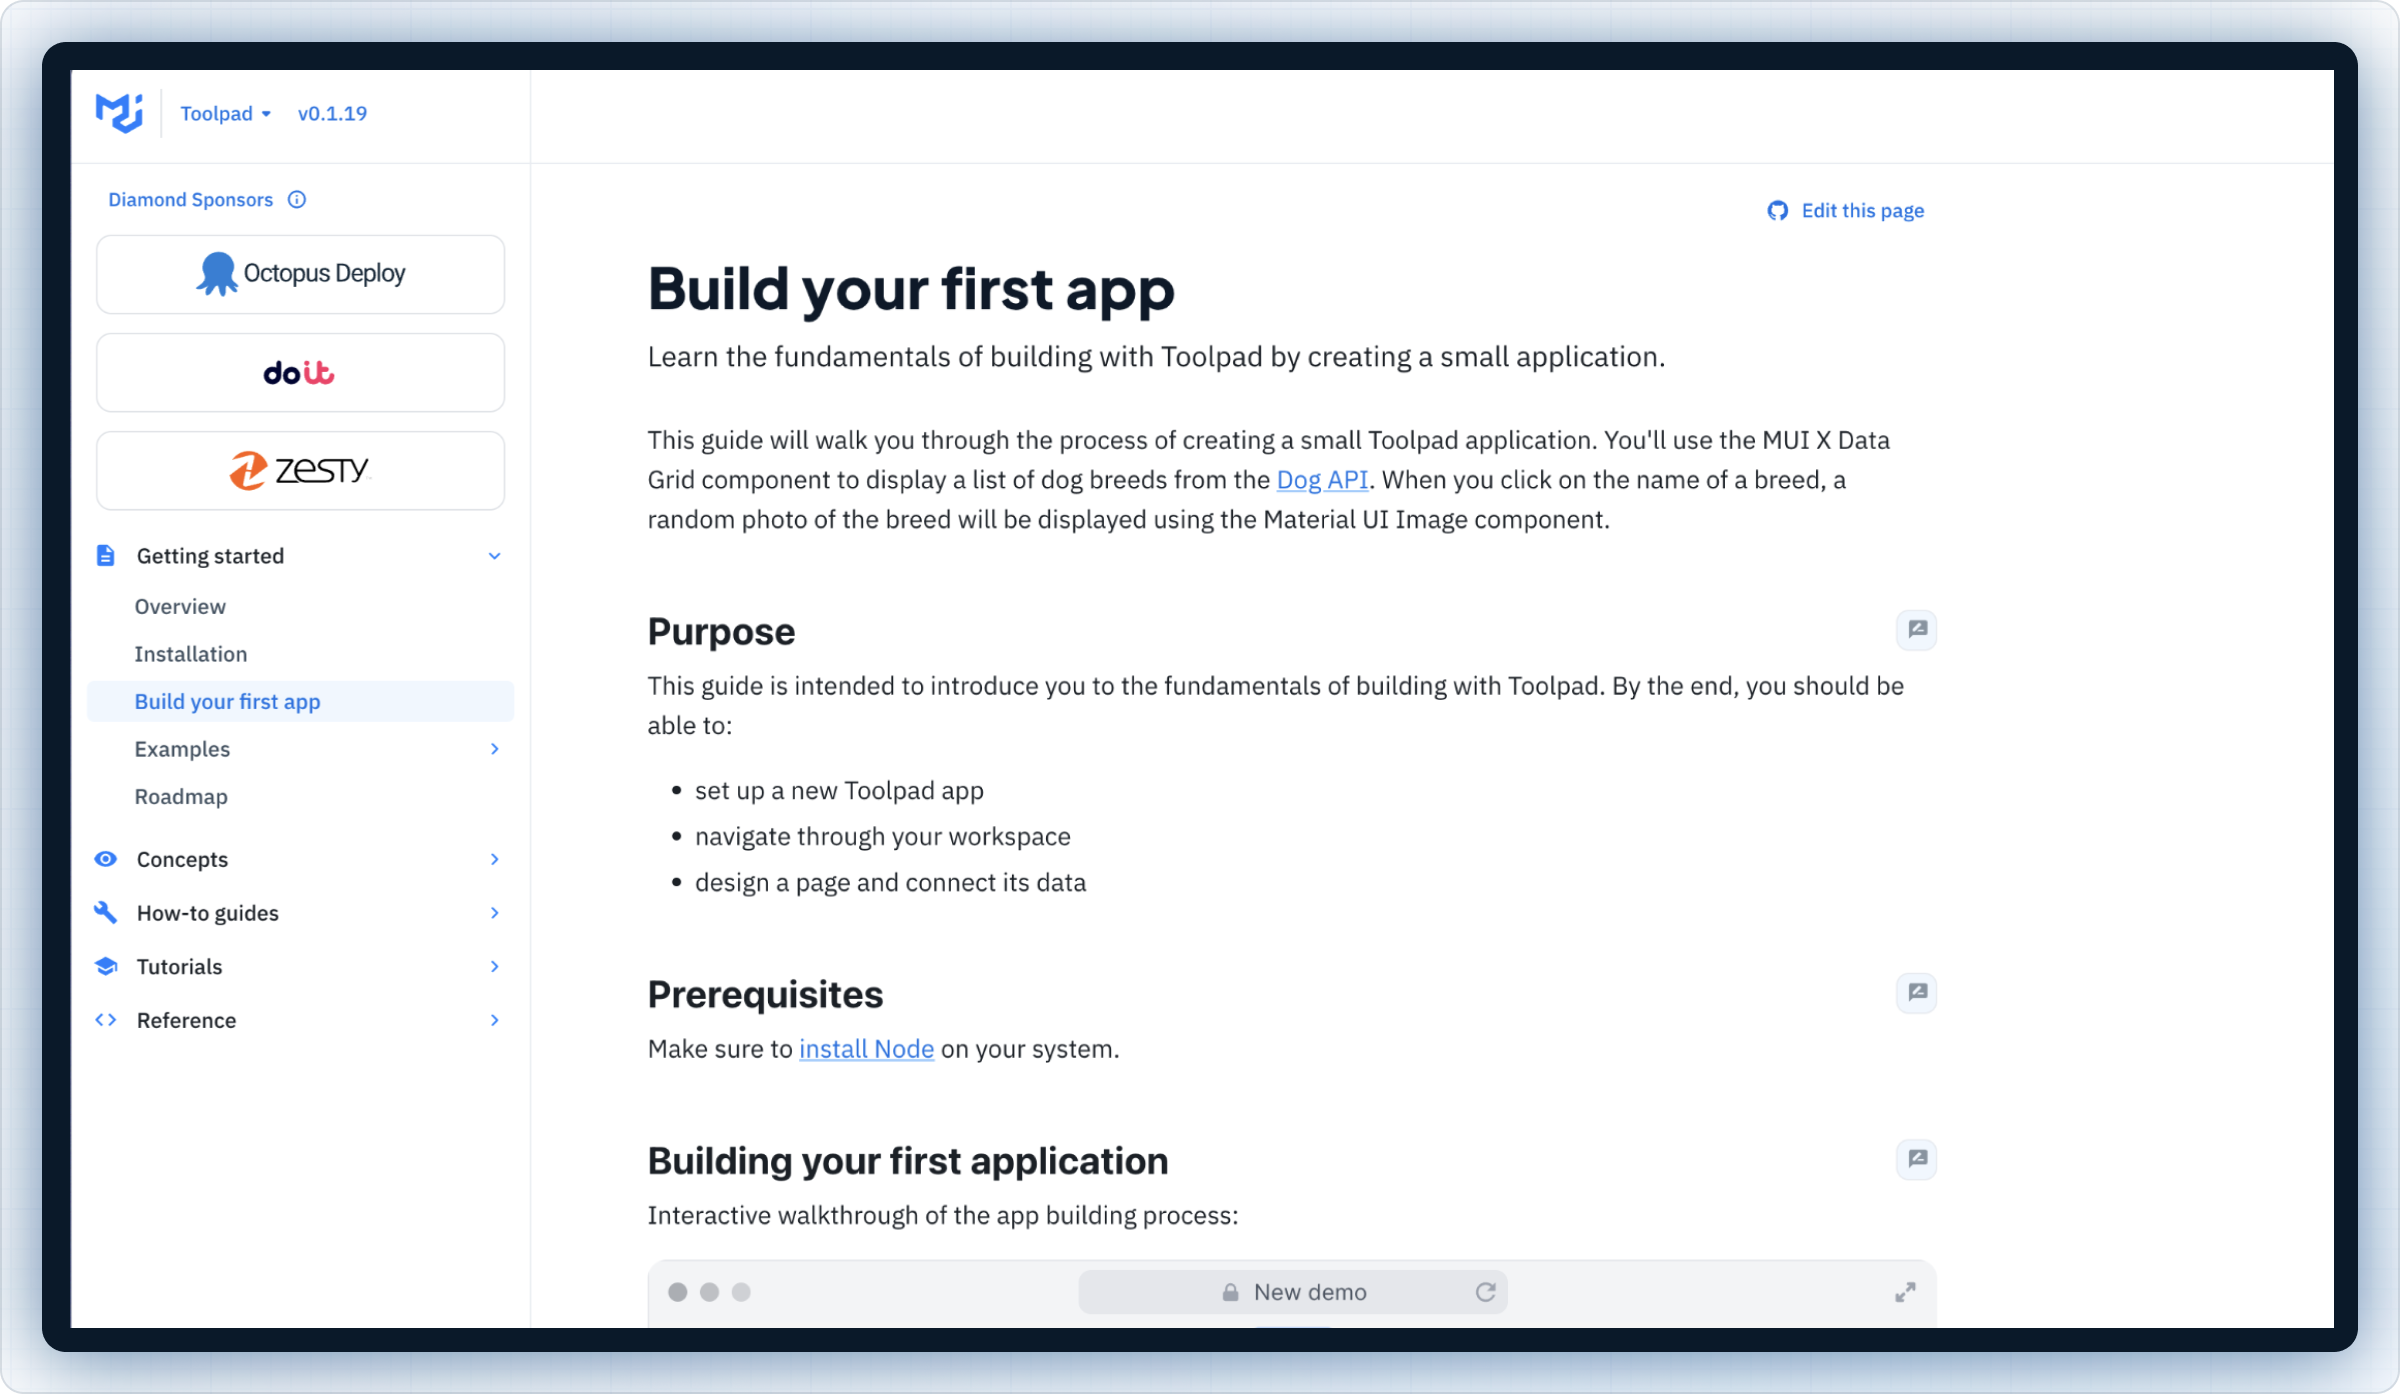 Toolpad v0.1.19
Diamond Sponsors
Octopus Deploy
doit
zesty
Getting started
Overview
Installation
Build your first app
Examples
Roadmap
Concepts
How-to guides
Tutorials
Reference
Edit this page
Build your first app
Learn the fundamentals of building with Toolpad by creating a small application.
This guide will walk you through the process of creating a small Toolpad application. You'll use the MUI X Data
Grid component to display a list of dog breeds from the Dog API. When you click on the name of a breed, a
random photo of the breed will be displayed using the Material UI Image component.
Purpose
This guide is intended to introduce you to the fundamentals of building with Toolpad. By the end, you should be
able to:
• set up a new Toolpad app
• navigate through your workspace
• design a page and connect its data
Prerequisites
Make sure to install Node on your system.
Building your first application
Interactive walkthrough of the app building process:
New demo